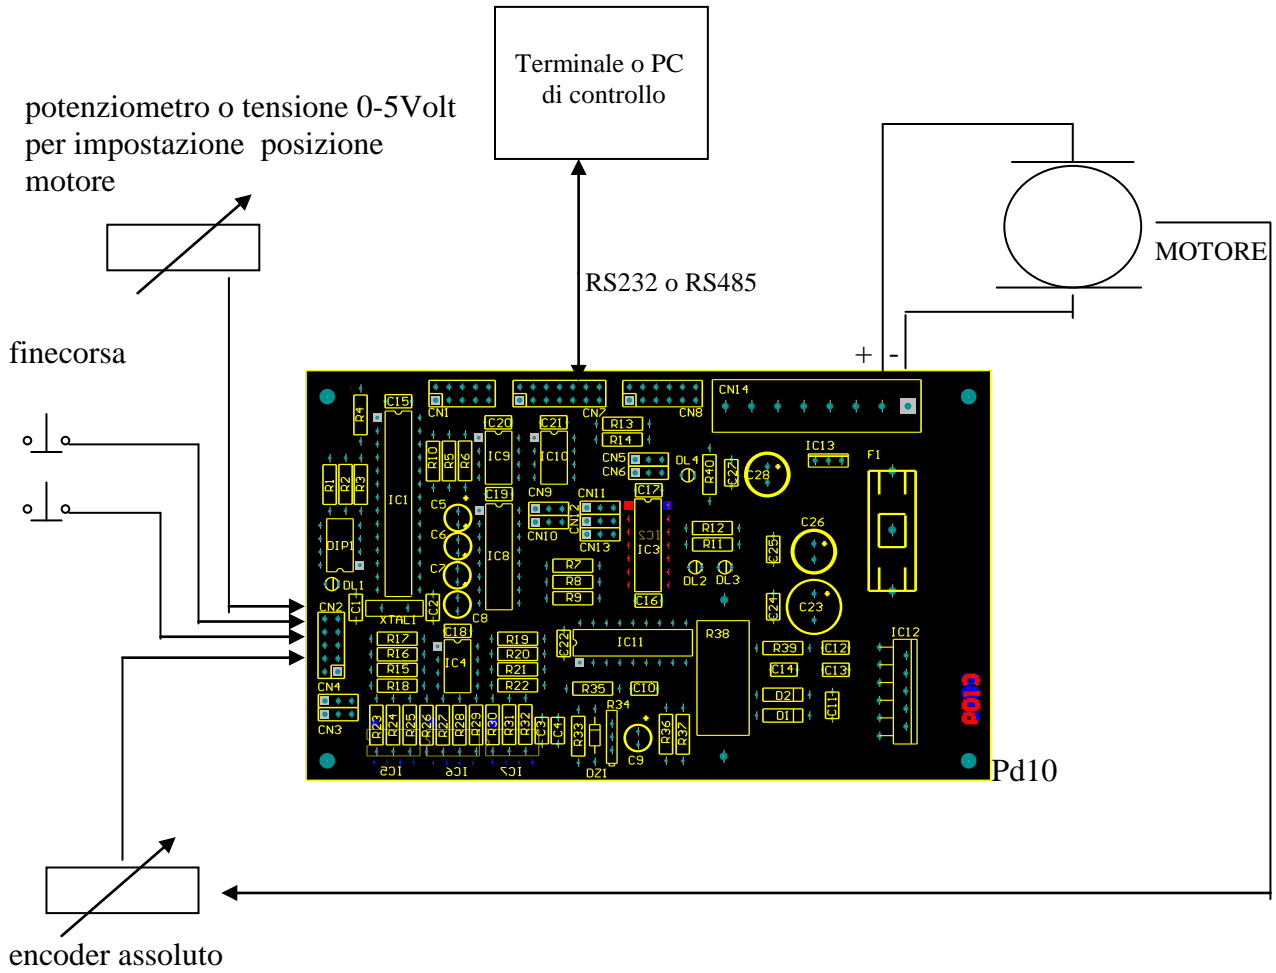 Terminale o PC
di controllo
potenziometro o tensione 0-5Volt
per impostazione posizione
motore
RS232 o RS485
MOTORE
finecorsa
+ -
CN1
CN7
CN8
CN14
R4
C15
C20
C21
R13
R14
IC13
F1
R10
R5
R6
IC9
IC10
CN5
CN6
DL4
R40
C27
C28
R1
R2
R3
IC1
C19
CN9
CN11
C17
C5
CN12
CN10
CN13
IC2
IC3
R12
R11
C26
C25
DIP1
C6
IC8
C7
R7
R8
R9
DL2
DL3
DL1
C1
C2
C8
C16
C24
C23
CN2
XTAL1
C18
R17
R16
R15
R18
IC4
R19
R20
R21
R22
C22
IC11
R38
R39
C12
IC12
C14
C13
CN4
CN3
R35
C10
R34
D2
D1
C11
R23
R24
R25
R26
R27
R28
R29
R30
R31
R32
C3
C4
R33
DZ1
C9
R36
R37
IC5
IC6
IC7
Pd10
encoder assoluto